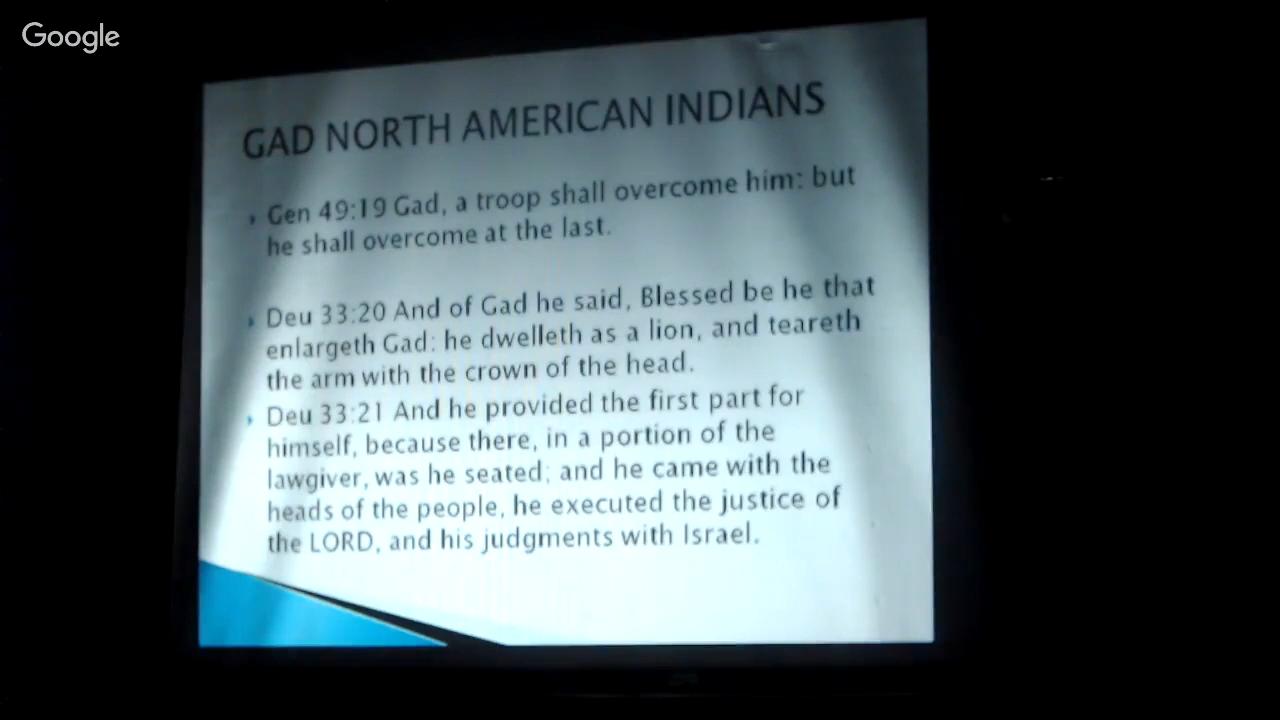 Google
GAD NORTH AMERICAN INDIANS
Gen 49:19 Gad, a troop shall overcome him: but
he shall overcome at the last.
Deu 33:20 And of Gad he said, Blessed be he that
enlargeth Gad: he dwelleth as a lion, and teareth
the arm with the crown of the head.
Deu 33:21 And he provided the first part for
himself, because there, in a portion of the
lawgiver, was he seated; and he came with the
heads of the people, he executed the justice of
the LORD, and his judgments with Israel.